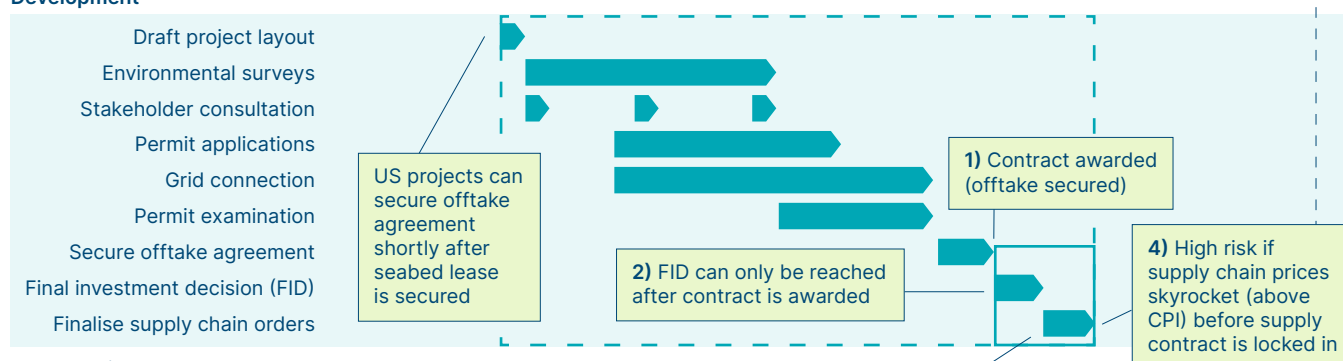 Development
Draft project layout
Environmental surveys
Stakeholder consultation
Permit applications
Grid connection
Permit examination
Secure offtake agreement
Final investment decision (FID)
Finalise supply chain orders
US projects can
secure offtake
agreement
shortly after
seabed lease
is secured
1) Contract awarded
(offtake secured)
2) FID can only be reached
after contract is awarded
4) High risk if
supply chain prices
skyrocket (above
CPI) before supply
contract is locked in